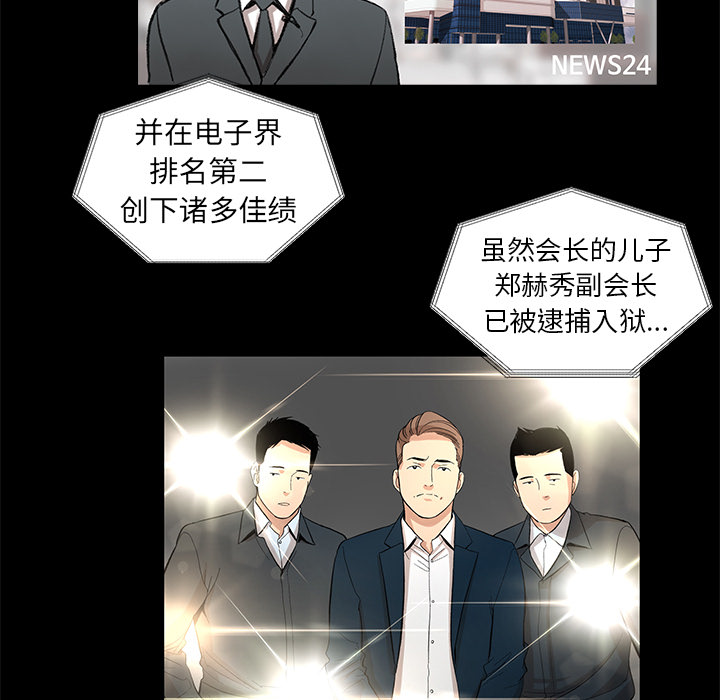 NEWS24
并在电子界
排名第二
创下诸多佳绩
虽然会长的儿子
郑赫秀副会长
已被逮捕入狱...